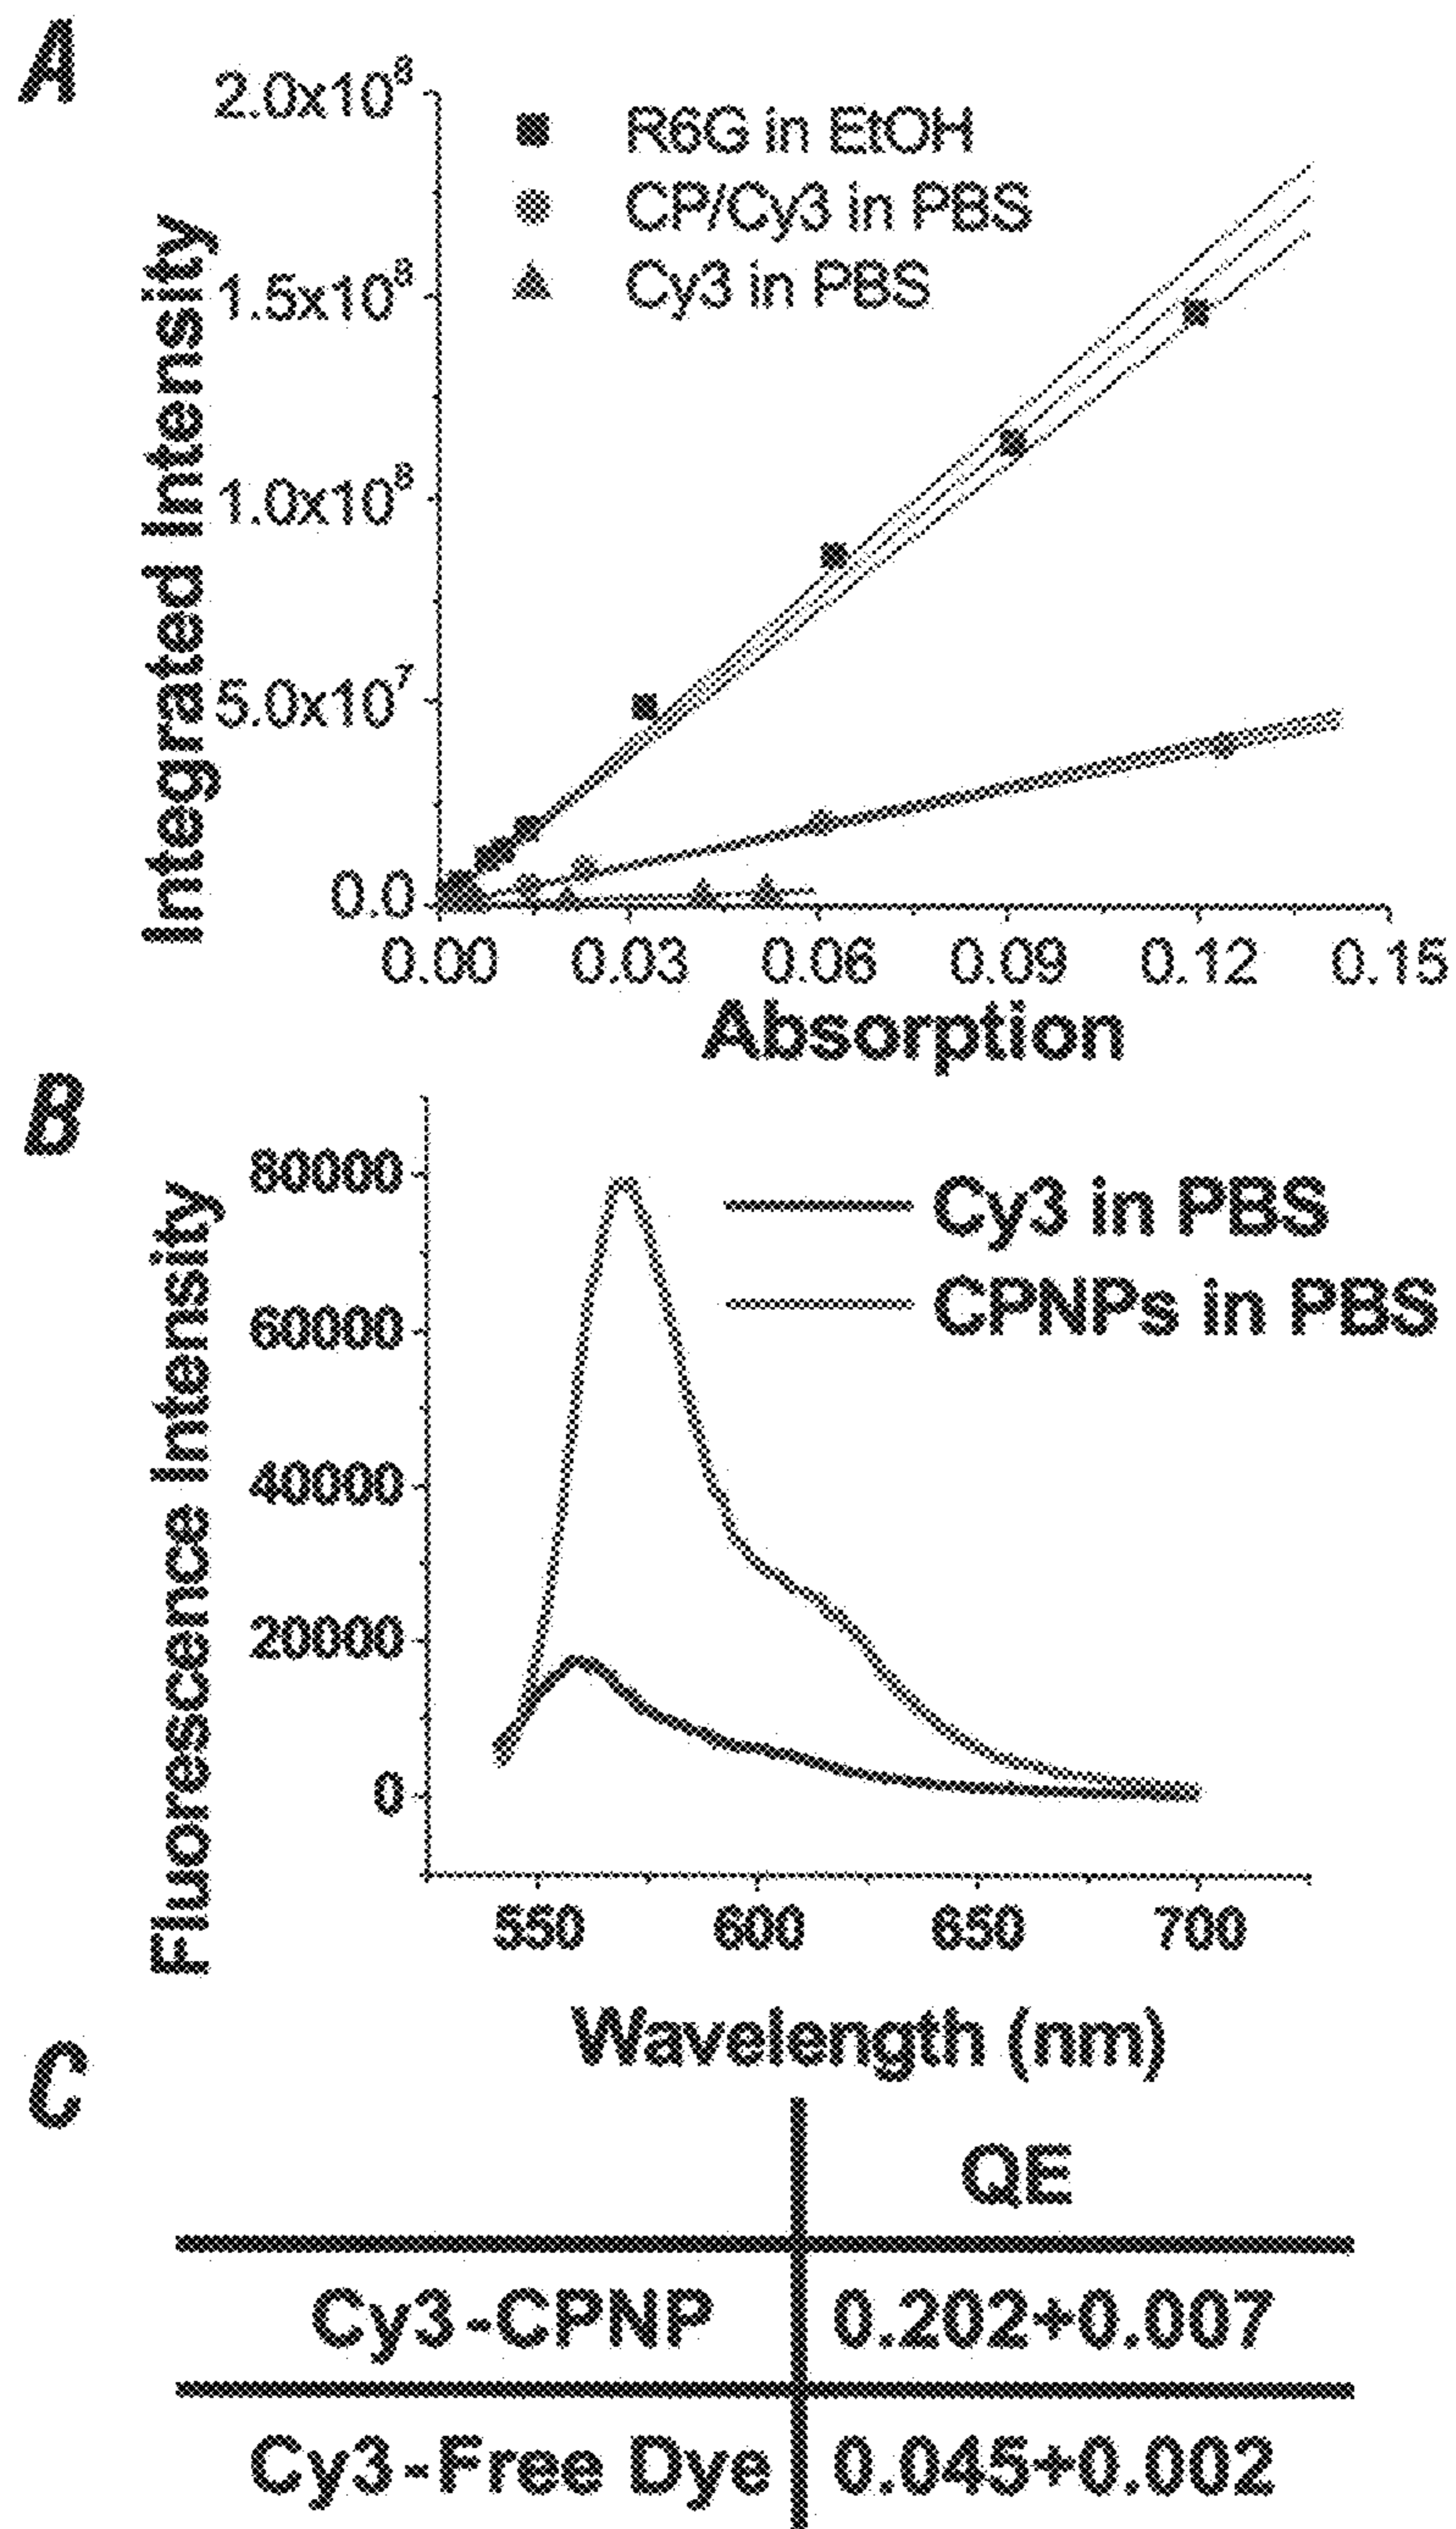 A
2.0x10⁸
1.5x10⁸
1.0x10⁸
5.0x10⁷
0.0
Integrated Intensity
R6G in EtOH
CP/Cy3 in PBS
Cy3 in PBS
0.00 0.03 0.06 0.09 0.12 0.15
Absorption
B
80000
60000
40000
20000
0
Fluorescence Intensity
Cy3 in PBS
CPNPs in PBS
550 600 650 700
Wavelength (nm)
C
QE
Cy3-CPNP 0.202+0.007
Cy3-Free Dye 0.045+0.002